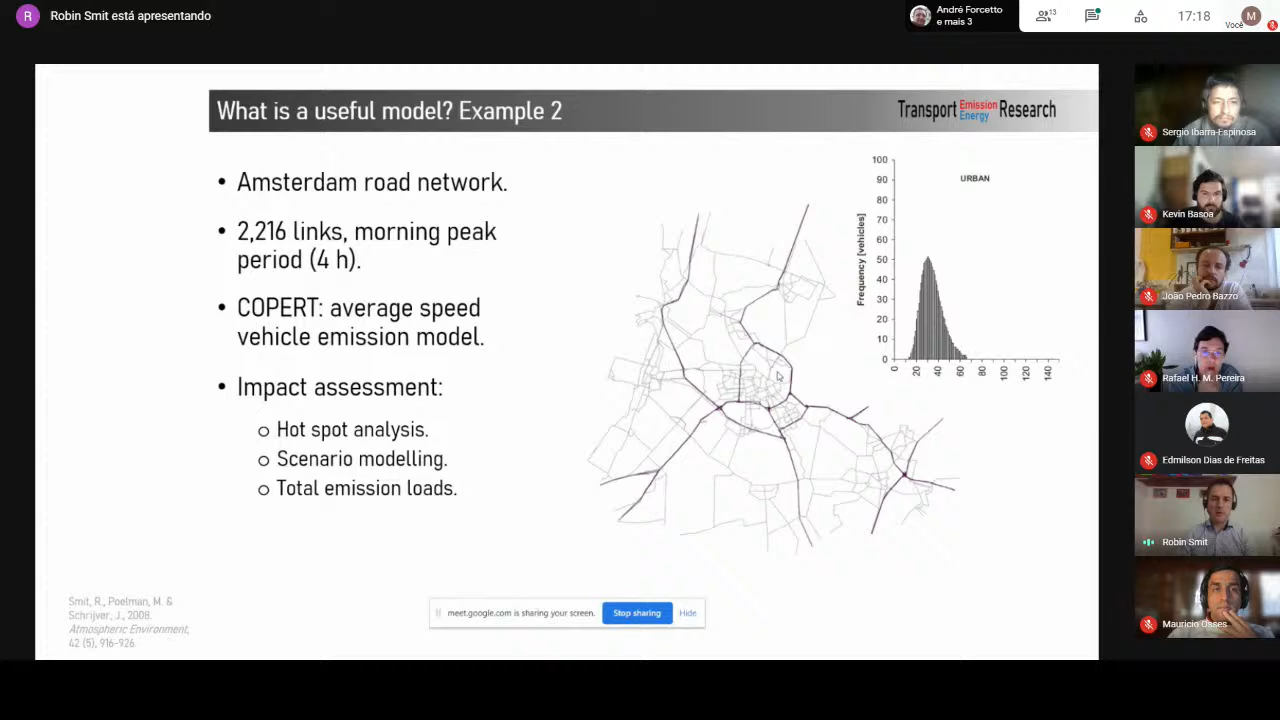 R Robin Smit está apresentando
André Forcetto
e mais 3
13
17:18
Você
M
What is a useful model? Example 2
Transport Emission Energy Research
• Amsterdam road network.
• 2,216 links, morning peak
period (4 h).
• COPERT: average speed
vehicle emission model.
• Impact assessment:
o Hot spot analysis.
o Scenario modelling.
o Total emission loads.
URBAN
Frequency [vehicles]
100
90
80
70
60
50
40
30
20
10
0
0 20 40 60 80 100 120 140
Smit, R., Poelman, M. &
Schrijver, J., 2008.
Atmospheric Environment,
42 (5), 916-926.
meet.google.com is sharing your screen. Stop sharing Hide
Sergio Ibarra-Espinosa
Kevin Basoa
João Pedro Bazzo
Rafael H. M. Pereira
Edmilson Dias de Freitas
Robin Smit
Mauricio Osses